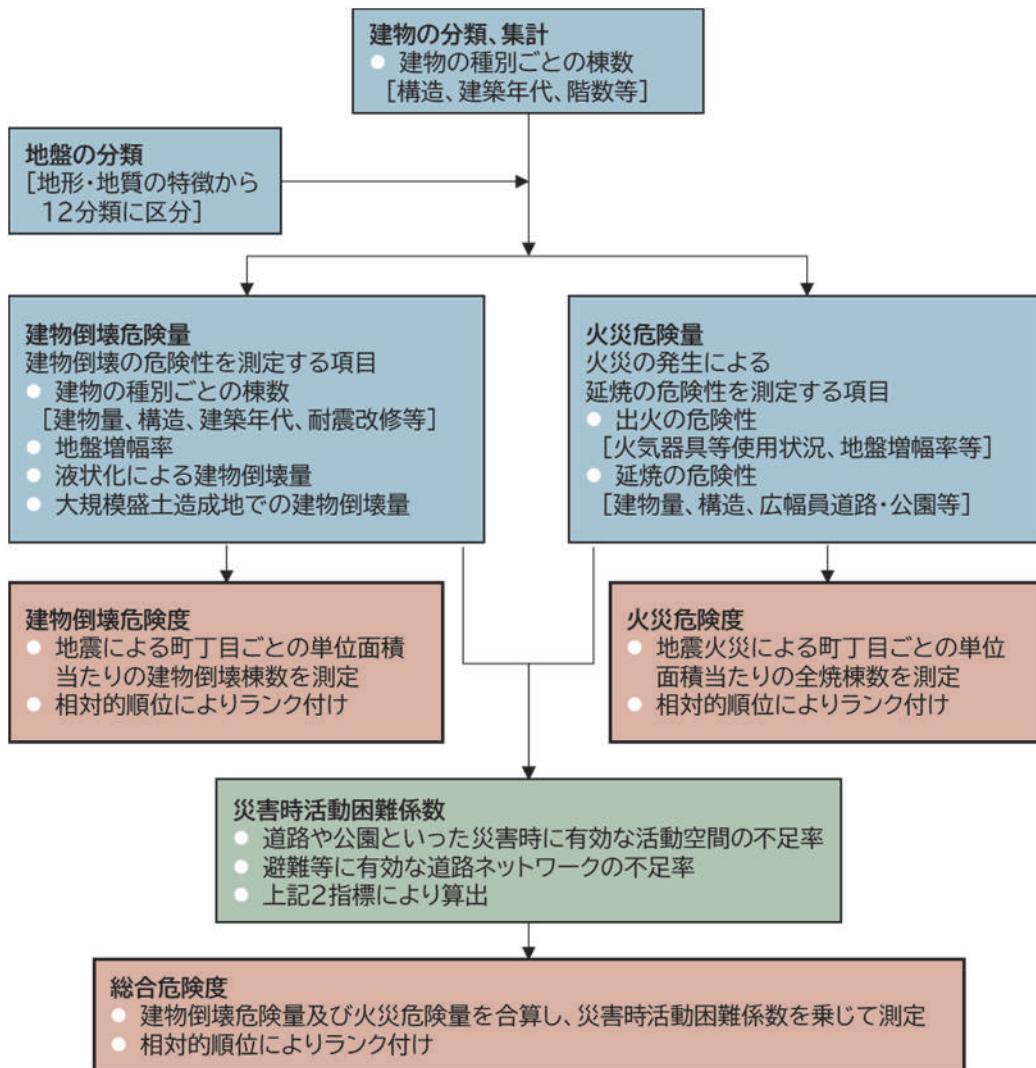 建物の分類、集計
● 建物の種別ごとの棟数
[構造、建築年代、階数等]
地盤の分類
[地形・地質の特徴から
12分類に区分]
建物倒壊危険量
建物倒壊の危険性を測定する項目
● 建物の種別ごとの棟数
[建物量、構造、建築年代、耐震改修等]
● 地盤増幅率
● 液状化による建物倒壊量
● 大規模盛土造成地での建物倒壊量
火災危険量
火災の発生による
延焼の危険性を測定する項目
● 出火の危険性
[火気器具等使用状況、地盤増幅率等]
● 延焼の危険性
[建物量、構造、広幅員道路・公園等]
建物倒壊危険度
● 地震による町丁目ごとの単位面積
当たりの建物倒壊棟数を測定
● 相対的順位によりランク付け
火災危険度
● 地震火災による町丁目ごとの単位
面積当たりの全焼棟数を測定
● 相対的順位によりランク付け
災害時活動困難係数
● 道路や公園といった災害時に有効な活動空間の不足率
● 避難等に有効な道路ネットワークの不足率
● 上記2指標により算出
総合危険度
● 建物倒壊危険量及び火災危険量を合算し、災害時活動困難係数を乗じて測定
● 相対的順位によりランク付け